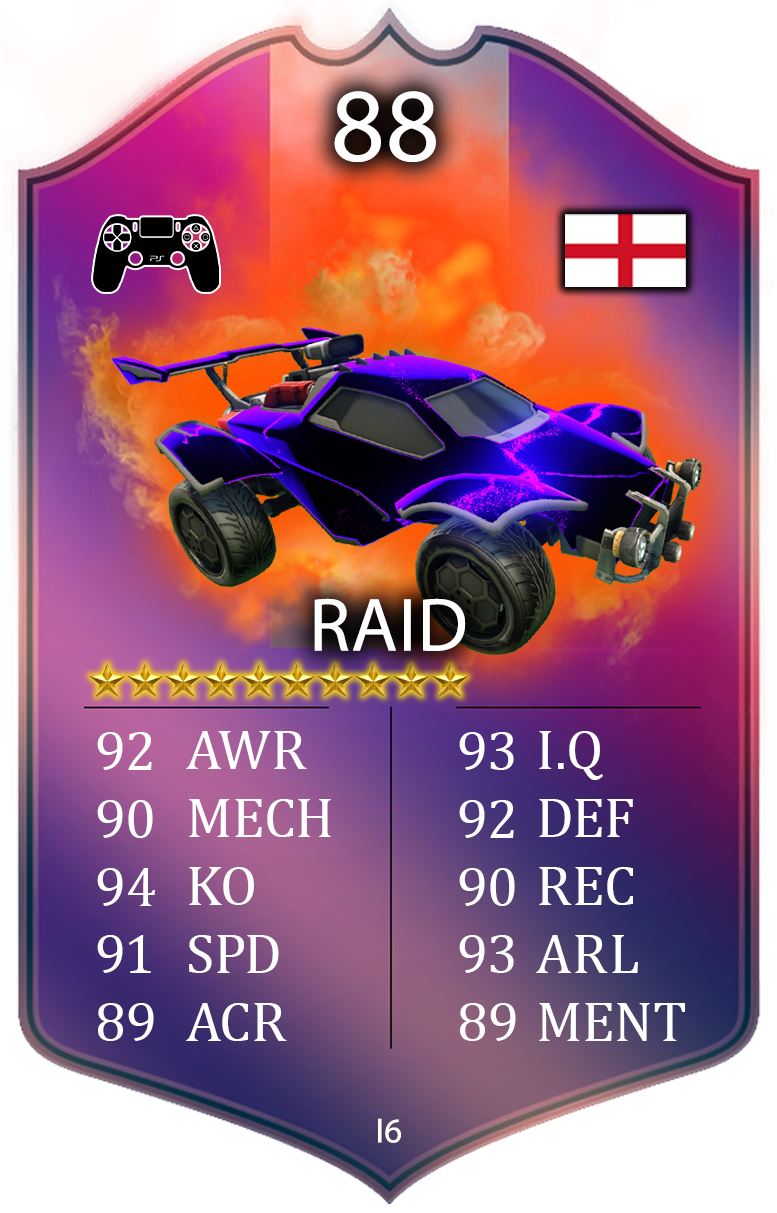 88
PS
RAID
92 AWR 93 I.Q
90 MECH 92 DEF
94 KO 90 REC
91 SPD 93 ARL
89 ACR 89 MENT
I6